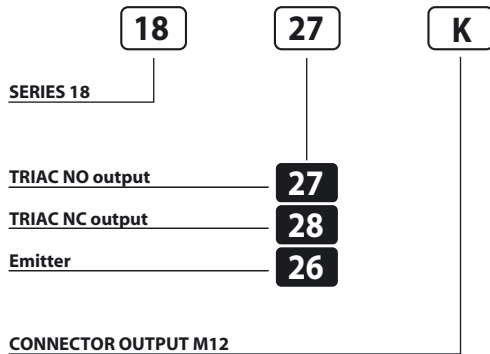 18 27 K
SERIES 18
TRIAC NO output 27
TRIAC NC output 28
Emitter 26
CONNECTOR OUTPUT M12